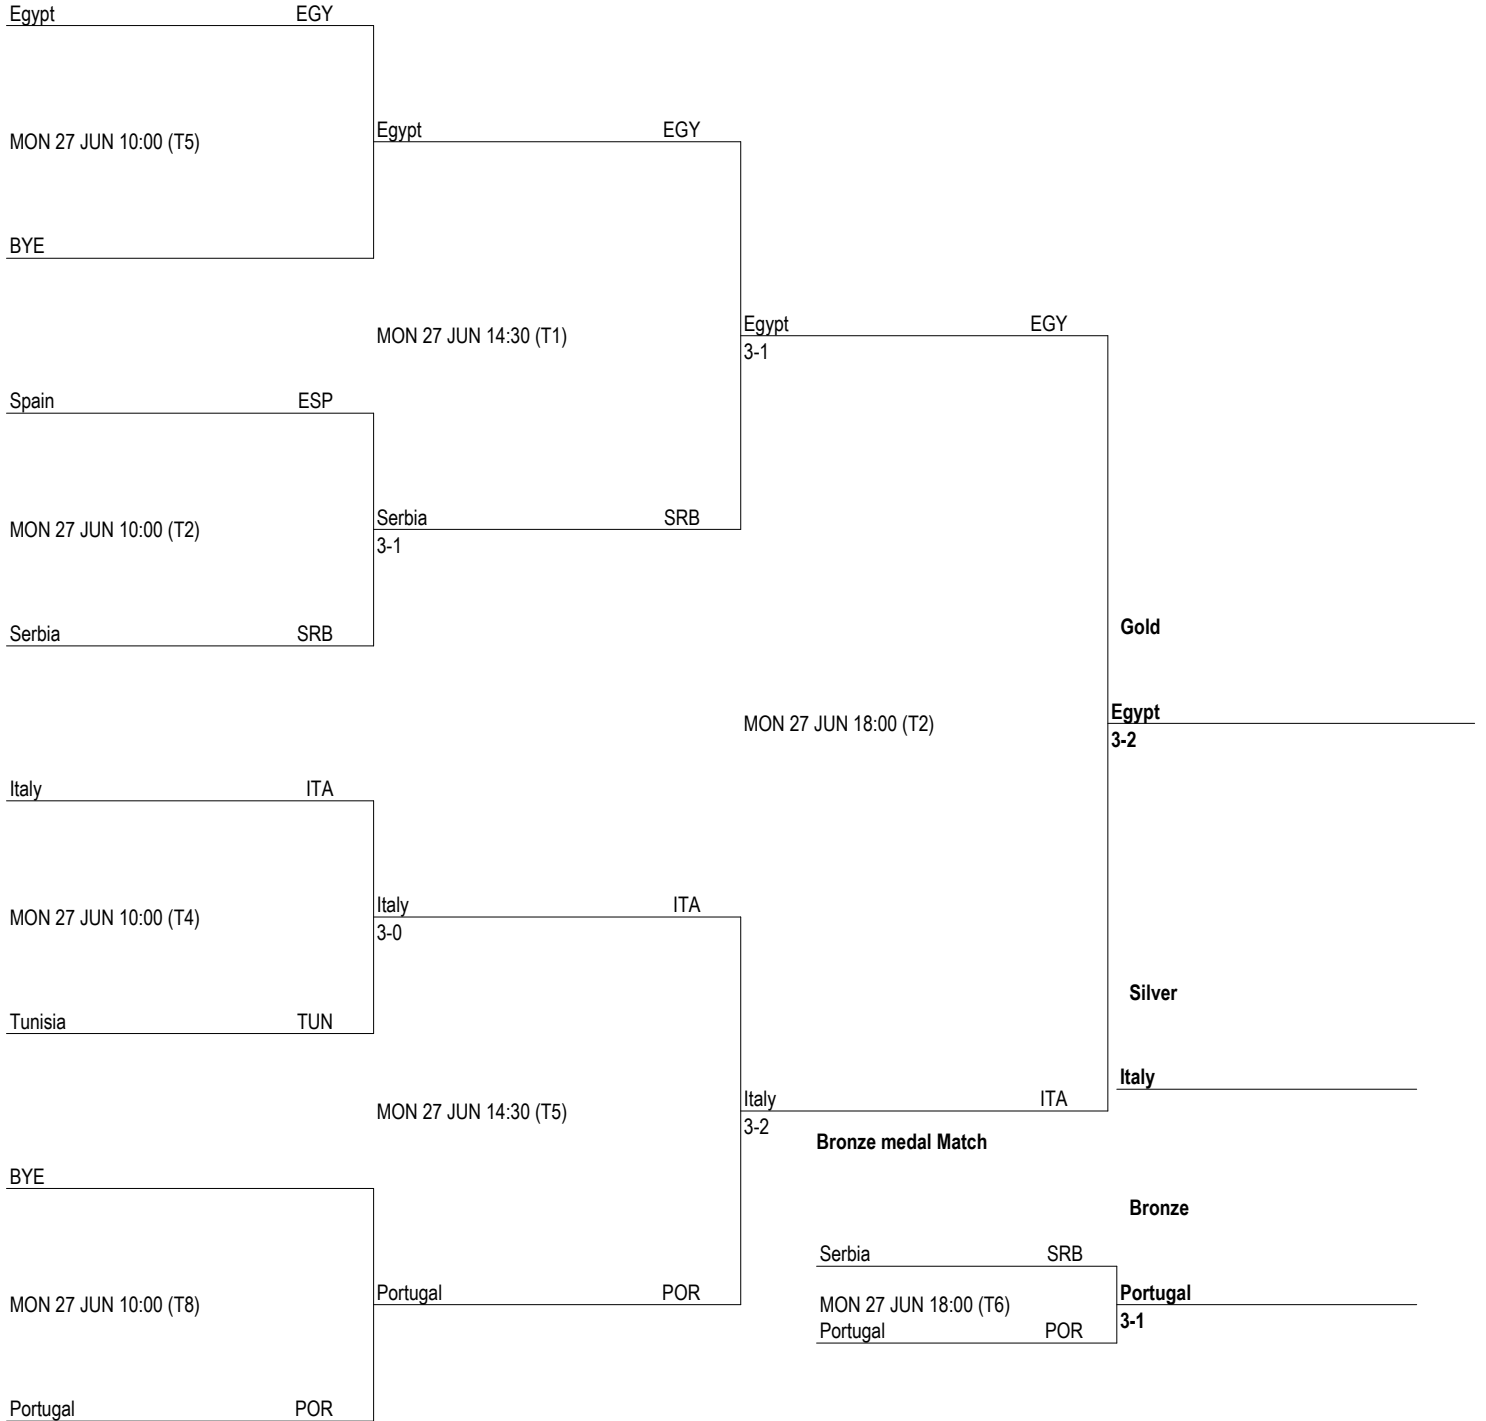 Egypt EGY
MON 27 JUN 10:00 (T5)
Egypt EGY
BYE
MON 27 JUN 14:30 (T1)
Egypt EGY
3-1
Spain ESP
MON 27 JUN 10:00 (T2)
Serbia SRB
3-1
Serbia SRB
Gold
MON 27 JUN 18:00 (T2)
Egypt
3-2
Italy ITA
MON 27 JUN 10:00 (T4)
Italy ITA
3-0
Silver
Tunisia TUN
Italy
MON 27 JUN 14:30 (T5)
Italy ITA
3-2
Bronze medal Match
BYE
Bronze
Serbia SRB
MON 27 JUN 10:00 (T8)
Portugal POR
MON 27 JUN 18:00 (T6)
Portugal
3-1
Portugal POR
Portugal POR